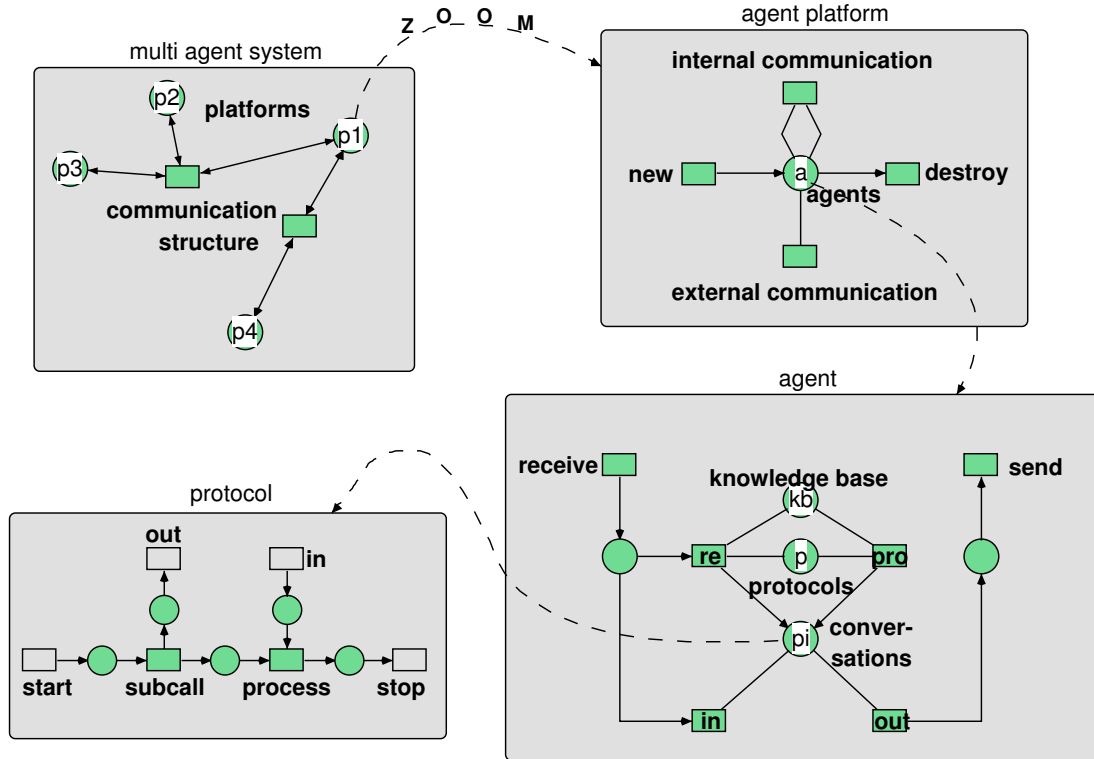 Z O O M
multi agent system
p2
platforms
p1
p3
communication
structure
p4
agent platform
internal communication
new
a
destroy
agents
external communication
agent
receive
knowledge base
send
kb
re
p
pro
protocols
pi
conver-
sations
in
out
protocol
out
in
start
subcall
process
stop